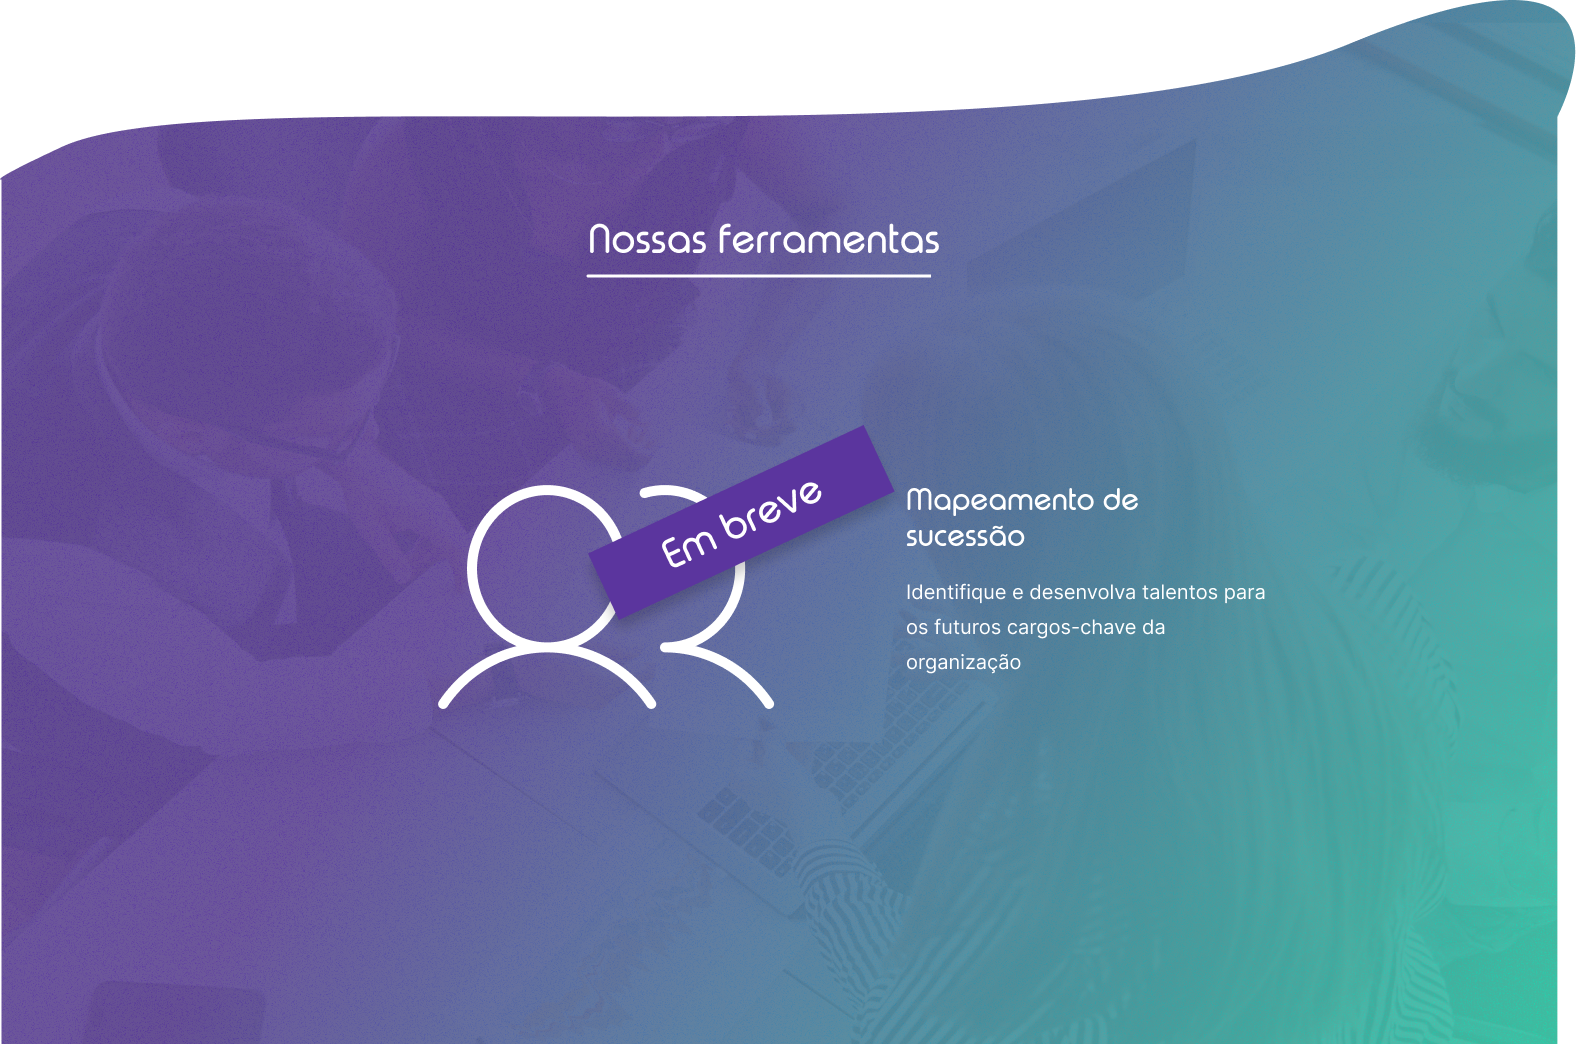 Nossas ferramentas
Em breve
Mapeamento de
sucessão
Identifique e desenvolva talentos para
os futuros cargos-chave da
organização